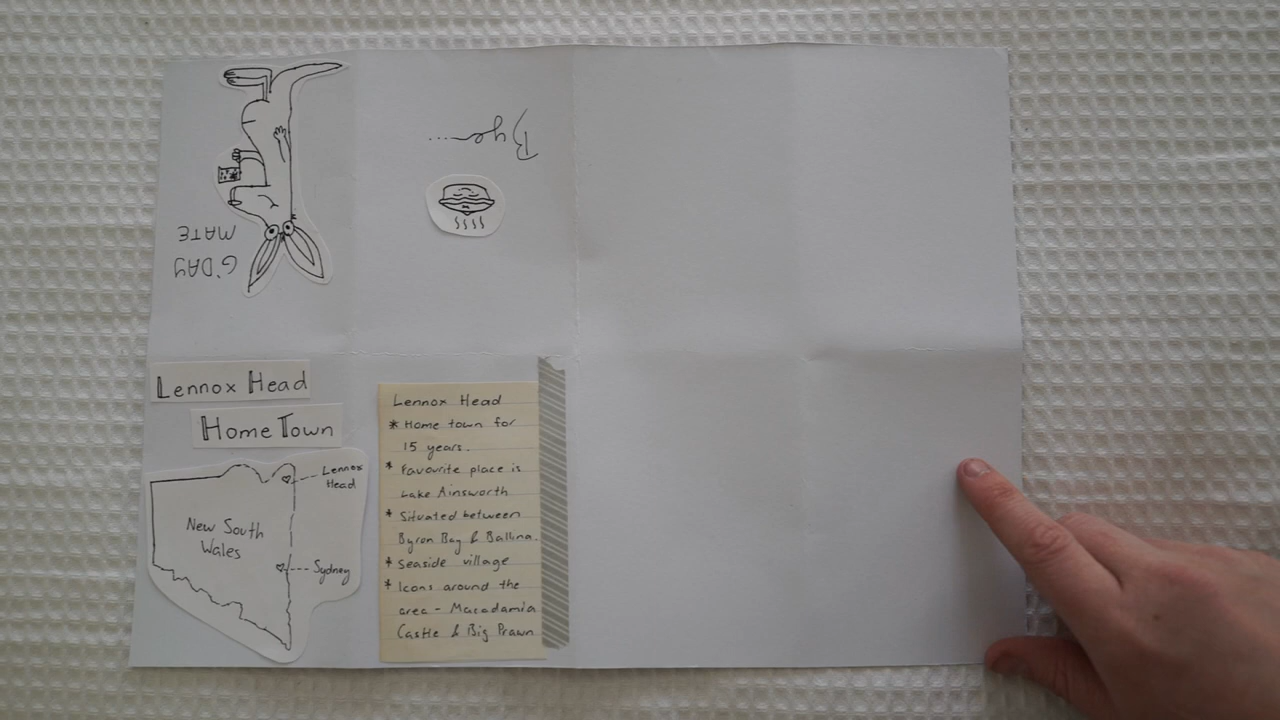 G'DAY
MATE
Bye...
Lennox Head
Home Town
Lennox
Head
New South
Wales
Sydney
Lennox Head
* Home town for
15 years.
* Favourite place is
Lake Ainsworth
* Situated between
Byron Bay & Ballina.
* Seaside village
* Icons around the
area - Macadamia
Castle & Big Prawn